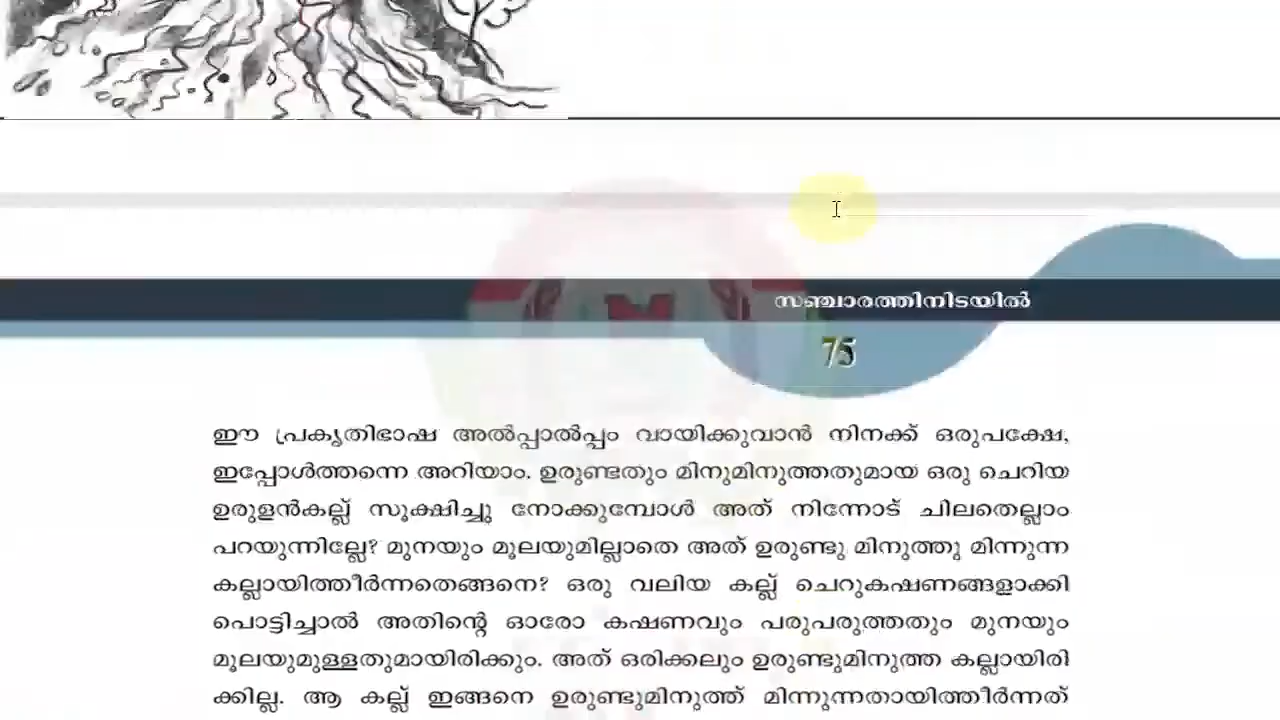 സഞ്ചാരത്തിനിടയിൽ
75
ഈ പ്രകൃതിഭാഷ അൽപ്പാൽപ്പം വായിക്കുവാൻ നിനക്ക് ഒരുപക്ഷേ,
ഇപ്പോൾത്തന്നെ അറിയാം. ഉരുണ്ടതും മിനുമിനുത്തതുമായ ഒരു ചെറിയ
ഉരുളൻകല്ല് സൂക്ഷിച്ചു നോക്കുമ്പോൾ അത് നിന്നോട് ചിലതെല്ലാം
പറയുന്നില്ലേ? മുനയും മൂലയുമില്ലാതെ അത് ഉരുണ്ടു മിനുത്തു മിന്നുന്ന
കല്ലായിത്തീർന്നതെങ്ങനെ? ഒരു വലിയ കല്ല് ചെറുകഷണങ്ങളാക്കി
പൊട്ടിച്ചാൽ അതിന്റെ ഓരോ കഷണവും പരുപരുത്തതും മുനയും
മൂലയുമുള്ളതുമായിരിക്കും. അത് ഒരിക്കലും ഉരുണ്ടുമിനുത്ത കല്ലായിരി
ക്കില്ല. ആ കല്ല് ഇങ്ങനെ ഉരുണ്ടുമിനുത്ത് മിന്നുന്നതായിത്തീർന്നത്